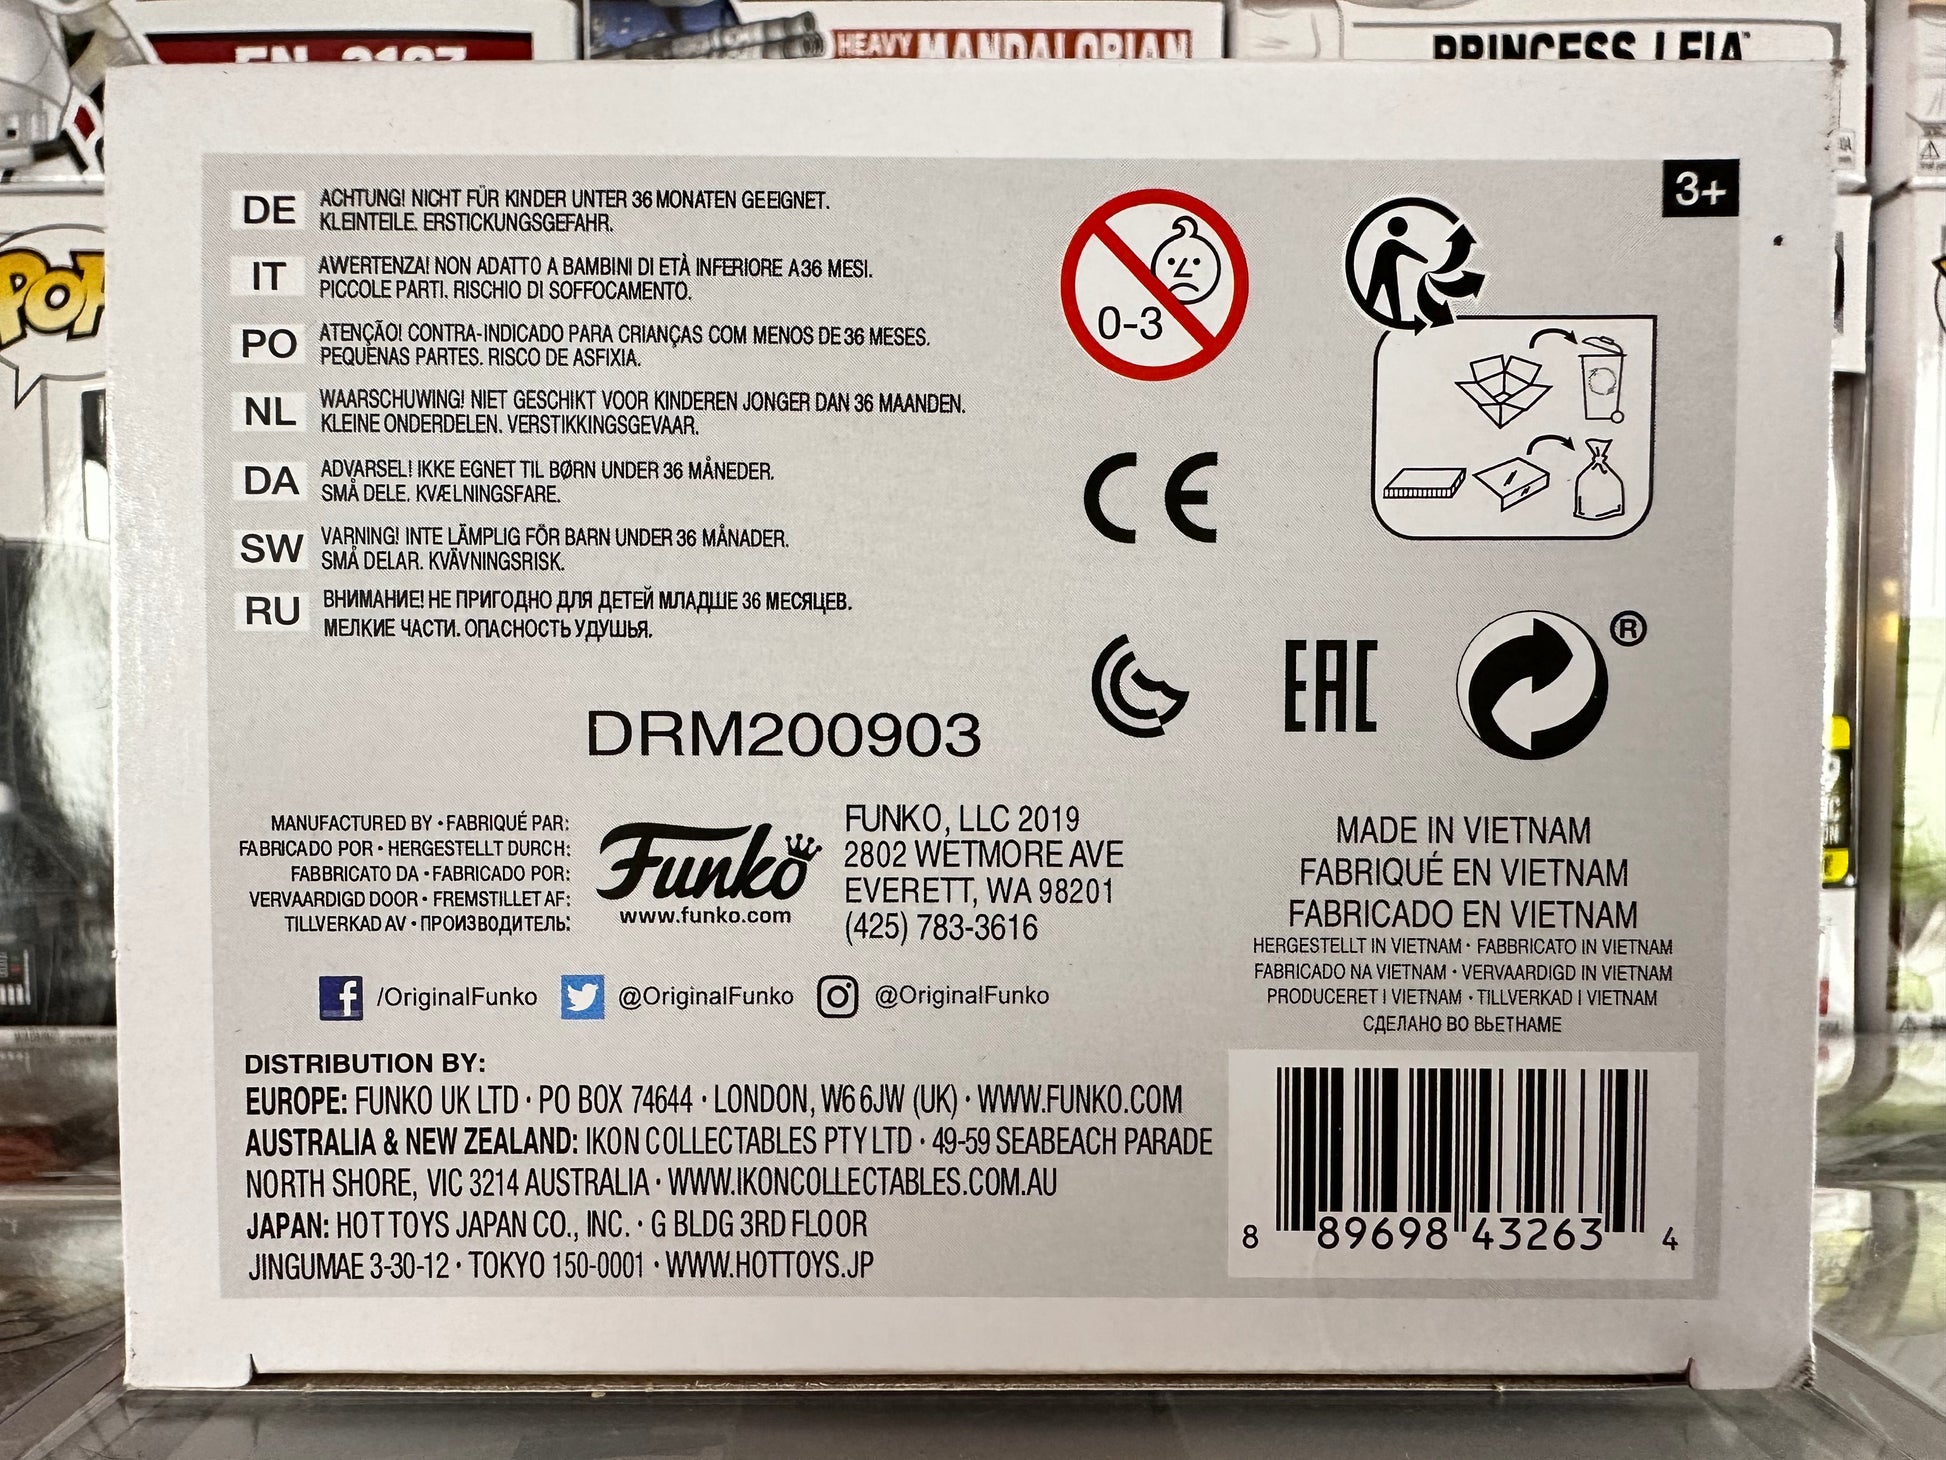 HEAVY MANDALORIAN
PRINCESS LEIA™
POP
3+
DE ACHTUNG! NICHT FÜR KINDER UNTER 36 MONATEN GEEIGNET.
KLEINTEILE. ERSTICKUNGSGEFAHR.
IT AWERTENZA! NON ADATTO A BAMBINI DI ETÀ INFERIORE A 36 MESI.
PICCOLE PARTI. RISCHIO DI SOFFOCAMENTO.
PO ATENÇÃO! CONTRA-INDICADO PARA CRIANÇAS COM MENOS DE 36 MESES.
PEQUENAS PARTES. RISCO DE ASFIXIA.
NL WAARSCHUWING! NIET GESCHIKT VOOR KINDEREN JONGER DAN 36 MAANDEN.
KLEINE ONDERDELEN. VERSTIKKINGSGEVAAR.
DA ADVARSEL! IKKE EGNET TIL BØRN UNDER 36 MÅNEDER.
SMÅ DELE. KVÆLNINGSFARE.
SW VARNING! INTE LÄMPLIG FÖR BARN UNDER 36 MÅNADER.
SMÅ DELAR. KVÄVNINGSRISK.
RU ВНИМАНИЕ! НЕ ПРИГОДНО ДЛЯ ДЕТЕЙ МЛАДШЕ 36 МЕСЯЦЕВ.
МЕЛКИЕ ЧАСТИ. ОПАСНОСТЬ УДУШЬЯ.
0-3
CE
EAC
®
DRM200903
MANUFACTURED BY • FABRIQUÉ PAR:
FABRICADO POR • HERGESTELLT DURCH:
FABBRICATO DA • FABRICADO POR:
VERVAARDIGD DOOR • FREMSTILLET AF:
TILLVERKAD AV • ПРОИЗВОДИТЕЛЬ:
Funko
www.funko.com
FUNKO, LLC 2019
2802 WETMORE AVE
EVERETT, WA 98201
(425) 783-3616
MADE IN VIETNAM
FABRIQUÉ EN VIETNAM
FABRICADO EN VIETNAM
HERGESTELLT IN VIETNAM • FABBRICATO IN VIETNAM
FABRICADO NA VIETNAM • VERVAARDIGD IN VIETNAM
PRODUCERET I VIETNAM • TILLVERKAD I VIETNAM
СДЕЛАНО ВО ВЬЕТНАМЕ
f /OriginalFunko @OriginalFunko @OriginalFunko
DISTRIBUTION BY:
EUROPE: FUNKO UK LTD • PO BOX 74644 • LONDON, W6 6JW (UK) • WWW.FUNKO.COM
AUSTRALIA & NEW ZEALAND: IKON COLLECTABLES PTY LTD • 49-59 SEABEACH PARADE
NORTH SHORE, VIC 3214 AUSTRALIA • WWW.IKONCOLLECTABLES.COM.AU
JAPAN: HOT TOYS JAPAN CO., INC. • G BLDG 3RD FLOOR
JINGUMAE 3-30-12 • TOKYO 150-0001 • WWW.HOTTOYS.JP
8 89698 43263 4